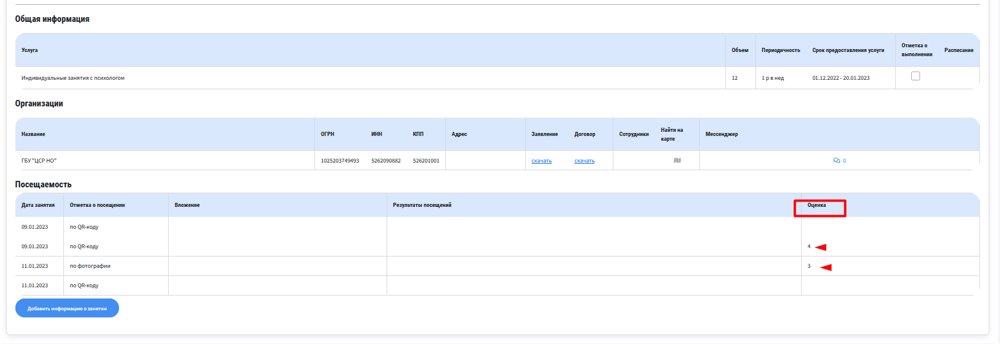 Общая информация
Услуга Объем Периодичность Срок предоставления услуги Отметка о выполнении Расписание
Индивидуальные занятия с психологом 12 1 р в нед 01.12.2022 - 20.01.2023
Организации
Название ОГРН ИНН КПП Адрес Заявление Договор Сотрудники Найти на карте Мессенджер
ГБУ "ЦСР НО" 1025203749493 5262090882 526201001 скачать скачать 0
Посещаемость
Дата занятия Отметка о посещении Вложение Результаты посещений Оценка
09.01.2023 по QR-коду
09.01.2023 по QR-коду 4
11.01.2023 по фотографии 3
11.01.2023 по QR-коду
Добавить информацию о занятии